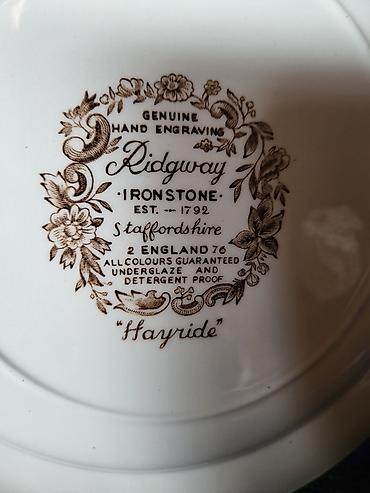 GENUINE
HAND ENGRAVING
Ridgway
·IRONSTONE·
EST. -- 1792
Staffordshire
2 ENGLAND 76
ALL COLOURS GUARANTEED
UNDERGLAZE AND
DETERGENT PROOF
"Hayride"